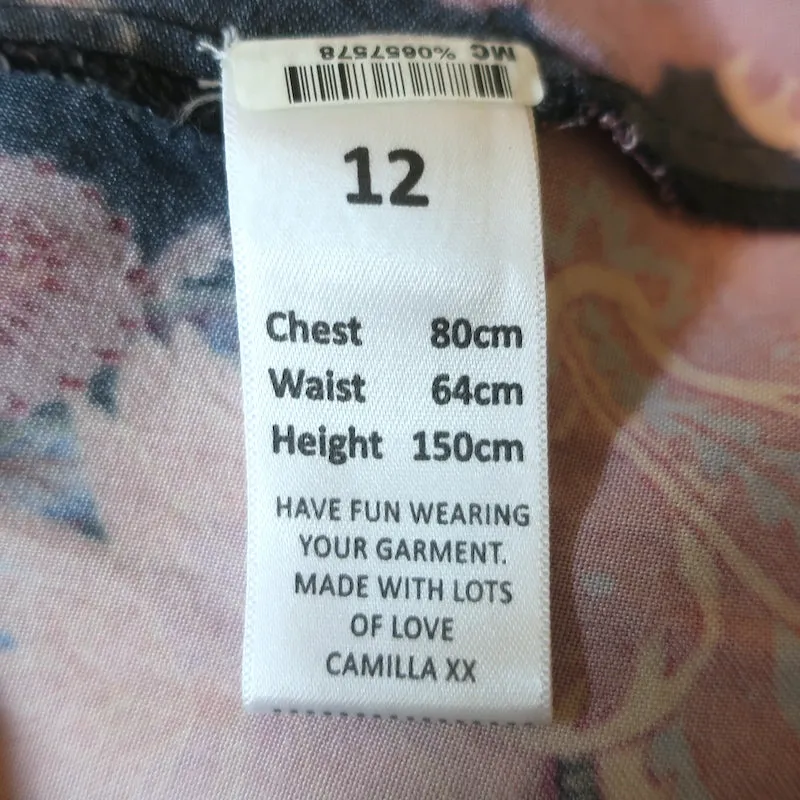 MC %0657578
12
Chest 80cm
Waist 64cm
Height 150cm
HAVE FUN WEARING
YOUR GARMENT.
MADE WITH LOTS
OF LOVE
CAMILLA XX